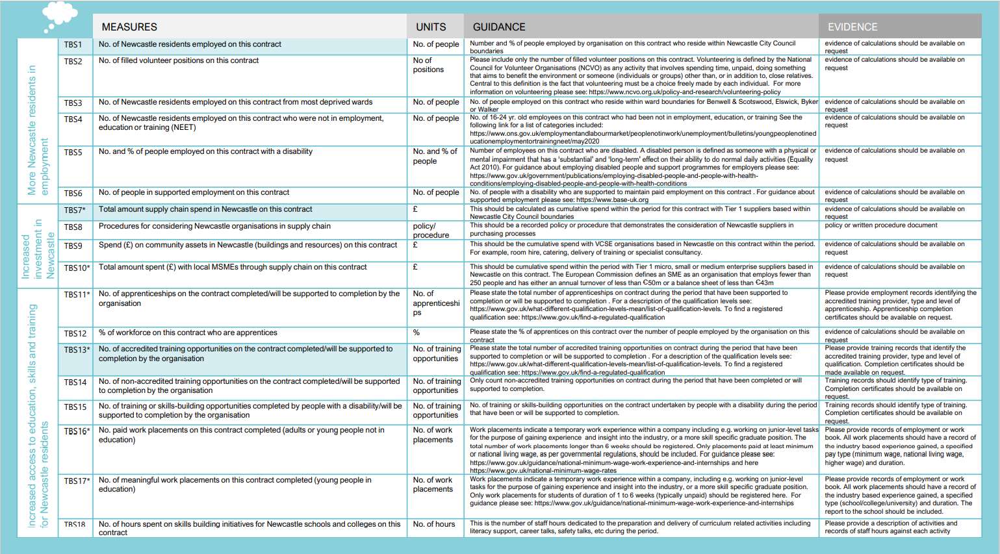 MEASURES UNITS GUIDANCE EVIDENCE
More Newcastle residents in
employment
TBS1 No. of Newcastle residents employed on this contract No. of people Number and % of people employed by organisation on this contract who reside within Newcastle City Council evidence of calculations should be available on
boundaries request
TBS2 No. of filled volunteer positions on this contract No of Please include only the number of filled volunteer positions on this contract. Volunteering is defined by the National evidence of calculations should be available on
positions Council for Volunteer Organisations (NCVO) as any activity that involves spending time, unpaid, doing something request
that aims to benefit the environment or someone (individuals or groups) other than, or in addition to, close relatives.
Central to this definition is the fact that volunteering must be a choice freely made by each individual. For more
information on volunteering please see: https://www.ncvo.org.uk/policy-and-research/volunteering-policy
TBS3 No. of Newcastle residents employed on this contract from most deprived wards No. of people No. of people employed on this contract who reside within ward boundaries for Benwell & Scotswood, Elswick, Byker evidence of calculations should be available on
or Walker request
TBS4 No. of Newcastle residents employed on this contract who were not in employment, No. of people No. of 16-24 yr. old employees on this contract who had been not in employment, education, or training See the evidence of calculations should be available on
education or training (NEET) following link for a list of categories included: request
https://www.ons.gov.uk/employmentandlabourmarket/peoplenotinwork/unemployment/bulletins/youngpeoplenotined
ucationemploymentortrainingneet/may2020
TBS5 No. and % of people employed on this contract with a disability No. and % of Number of employees on this contract who are disabled. A disabled person is defined as someone with a physical or evidence of calculations should be available on
people mental impairment that has a ‘substantial’ and ‘long-term’ effect on their ability to do normal daily activities (Equality request
Act 2010). For guidance about employing disabled people and support programmes for employers please see:
https://www.gov.uk/government/publications/employing-disabled-people-and-people-with-health-
conditions/employing-disabled-people-and-people-with-health-conditions
TBS6 No. of people in supported employment on this contract No. of people No. of people with a disability who are supported to maintain paid employment on this contract . For guidance about evidence of calculations should be available on
supported employment please see: https://www.base-uk.org request
Increased
investment in
Newcastle
TBS7* Total amount supply chain spend in Newcastle on this contract £ This should be calculated as cumulative spend within the period for this contract with Tier 1 suppliers based within evidence of calculations should be available on
Newcastle City Council boundaries request
TBS8 Procedures for considering Newcastle organisations in supply chain policy/ This should be a recorded policy or procedure that demonstrates the consideration of Newcastle suppliers in policy or written procedure document
procedure purchasing processes
TBS9 Spend (£) on community assets in Newcastle (buildings and resources) on this contract £ This should be the cumulative spend with VCSE organisations based in Newcastle on this contract within the period. evidence of calculations should be available on
For example, room hire, catering, delivery of training or specialist consultancy. request
TBS10* Total amount spent (£) with local MSMEs through supply chain on this contract £ This should be cumulative spend within the period with Tier 1 micro, small or medium enterprise suppliers based in evidence of calculations should be available on
Newcastle on this contract. The European Commission defines an SME as an organisation that employs fewer than request
250 people and has either an annual turnover of less than €50m or a balance sheet of less than €43m
Increased access to education, skills and training
for Newcastle residents
TBS11* No. of apprenticeships on the contract completed/will be supported to completion by the No. of Please state the total number of apprenticeships on contract during the period that have been supported to Please provide employment records identifying the
organisation apprenticeshi completion or will be supported to completion . For a description of the qualification levels see: accredited training provider, type and level of
ps https://www.gov.uk/what-different-qualification-levels-mean/list-of-qualification-levels. To find a registered apprenticeship. Apprenticeship completion
qualification see: https://www.gov.uk/find-a-regulated-qualification certificates should be available on request.
TBS12 % of workforce on this contract who are apprentices % Please state the % of apprentices on this contract over the number of people employed by the organisation on this evidence of calculations should be available on
contract request
TBS13* No. of accredited training opportunities on the contract completed/will be supported to No. of training Please state the total number of accredited training opportunities on contract during the period that have been Please provide training records that identify the
completion by the organisation opportunities supported to completion or will be supported to completion . For a description of the qualification levels see: accredited training provider, type and level of
https://www.gov.uk/what-different-qualification-levels-mean/list-of-qualification-levels. To find a registered qualification. Completion certificates should be
qualification see: https://www.gov.uk/find-a-regulated-qualification made available on request.
TBS14 No. of non-accredited training opportunities on the contract completed/will be supported No. of training Only count non-accredited training opportunities on contract during the period that have been completed or will Training records should identify type of training.
to completion by the organisation opportunities supported to completion. Completion certificates should be available on
request.
TBS15 No. of training or skills-building opportunities completed by people with a disability/will be No. of training No. of training or skills-building opportunities on the contract undertaken by people with a disability during the period Training records should identify type of training.
supported to completion by the organisation opportunities that have been or will be supported to completion. Completion certificates should be available on
request.
TBS16* No. paid work placements on this contract completed (adults or young people not in No. of work Work placements indicate a temporary work experience within a company including e.g. working on junior-level tasks Please provide records of employment or work
education) placements for the purpose of gaining experience and insight into the industry, or a more skill specific graduate position. The book. All work placements should have a record of
total number of work placements longer than 6 weeks should be registered. Only placements paid at least minimum the industry based experience gained, a specified
or national living wage, as per governmental regulations, should be included. For guidance please see: pay type (minimum wage, national living wage,
https://www.gov.uk/guidance/national-minimum-wage-work-experience-and-internships and here higher wage) and duration.
https://www.gov.uk/national-minimum-wage-rates
TBS17* No. of meaningful work placements on this contract completed (young people in No. of work Work placements indicate a temporary work experience within a company, including e.g. working on junior-level Please provide records of employment or work
education) placements tasks for the purpose of gaining experience and insight into the industry, or a more skill specific graduate position. book. All work placements should have a record of
Only work placements for students of duration of 1 to 6 weeks (typically unpaid) should be registered here. For the industry based experience gained, a specified
guidance please see: https://www.gov.uk/guidance/national-minimum-wage-work-experience-and-internships type (school/college/university) and duration. The
report to the school should be included.
TBS18 No. of hours spent on skills building initiatives for Newcastle schools and colleges on this No. of hours This is the number of staff hours dedicated to the preparation and delivery of curriculum related activities including Please provide a description of activities and
contract literacy support, career talks, safety talks, etc during the period. records of staff hours against each activity